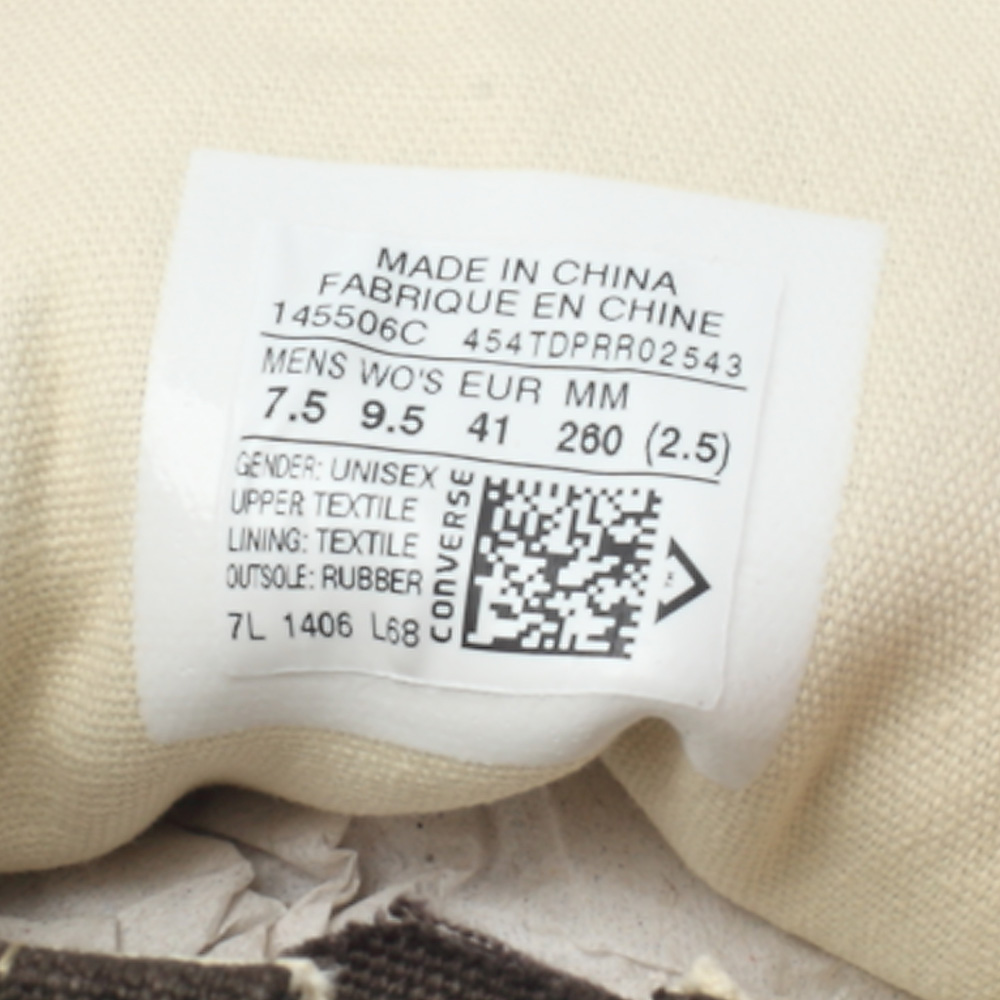 MADE IN CHINA
FABRIQUE EN CHINE
145506C 454TDPRR02543
MENS WO'S EUR MM
7.5 9.5 41 260 (2.5)
GENDER: UNISEX
UPPER TEXTILE
LINING: TEXTILE
OUTSOLE: RUBBER
7L 1406 L68
CONVERSE